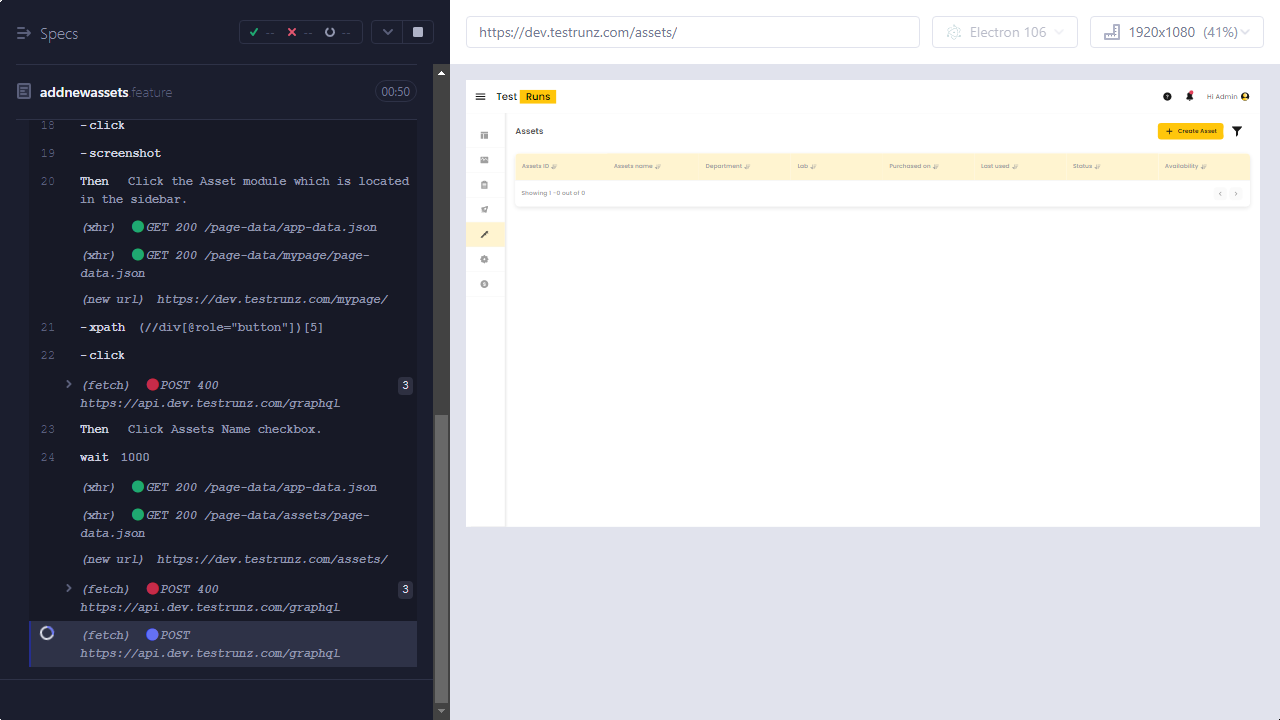 Specs
--
--
--
https://dev.testrunz.com/assets/
Electron 106
1920x1080 (41%)
addnewassets feature
00:50
18 -click
19 -screenshot
20 Then Click the Asset module which is located
in the sidebar.
(xhr) GET 200 /page-data/app-data.json
(xhr) GET 200 /page-data/mypage/page-
data.json
(new url) https://dev.testrunz.com/mypage/
21 -xpath (//div[@role="button"])[5]
22 -click
(fetch) POST 400 3
https://api.dev.testrunz.com/graphql
23 Then Click Assets Name checkbox.
24 wait 1000
(xhr) GET 200 /page-data/app-data.json
(xhr) GET 200 /page-data/assets/page-
data.json
(new url) https://dev.testrunz.com/assets/
(fetch) POST 400 3
https://api.dev.testrunz.com/graphql
(fetch) POST
https://api.dev.testrunz.com/graphql
Test Runs
Hi Admin
Assets
+ Create Asset
Assets ID Assets name Department Lab Purchased on Last used Status Availability
Showing 1 -0 out of 0